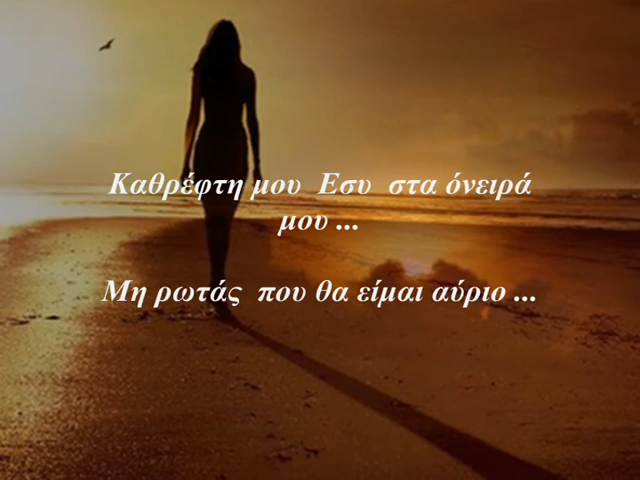 Καθρέφτη μου Εσυ στα όνειρά
μου ...
Μη ρωτάς που θα είμαι αύριο ...